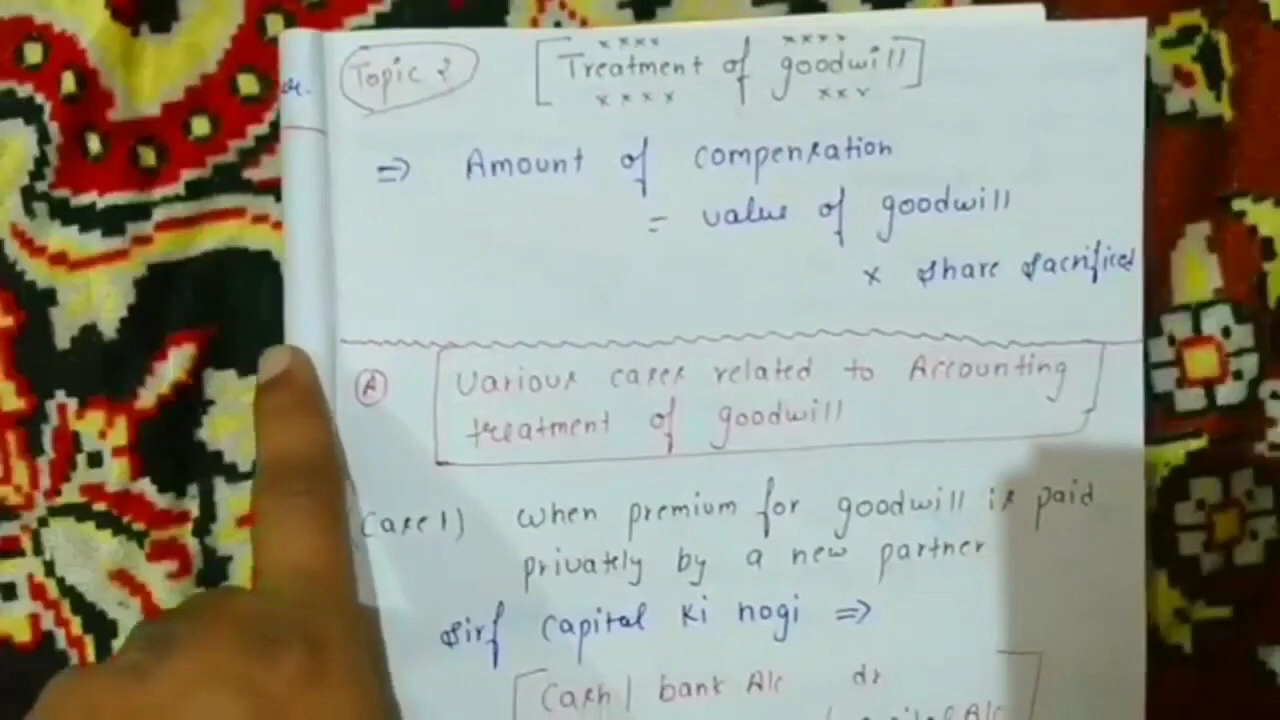 Topic 2
[Treatment of goodwill]
=> Amount of compensation
= value of goodwill
x share sacrificed
A Various cases related to Accounting
treatment of goodwill
Case 1) When premium for goodwill is paid
privately by a new partner
Sirf capital ki hogi =>
Cash / bank A/c dr
A/c